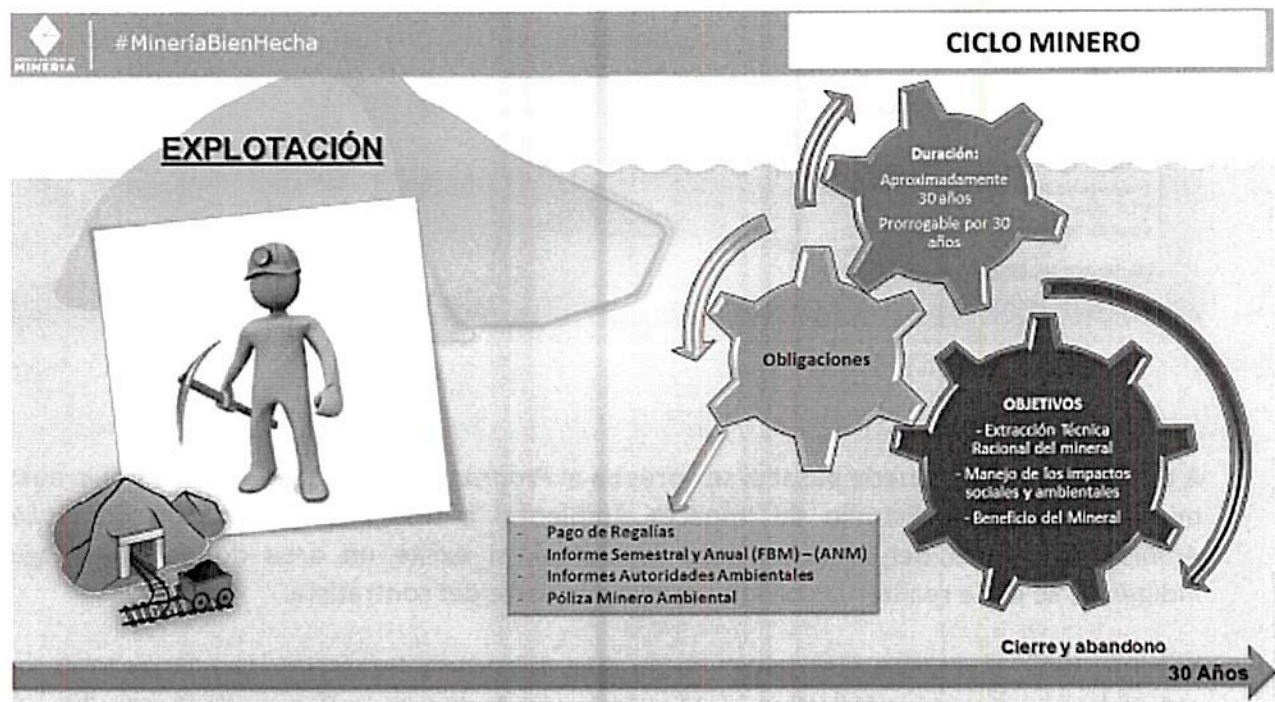 #MineríaBienHecha
CICLO MINERO
MINERÍA
EXPLOTACIÓN
Duración:
Aproximadamente
30 años
Prorrogable por 30
años
Obligaciones
OBJETIVOS
- Extracción Técnica
Racional del mineral
- Manejo de los impactos
sociales y ambientales
- Beneficio del Mineral
- Pago de Regalías
- Informe Semestral y Anual (FBM) – (ANM)
- Informes Autoridades Ambientales
- Póliza Minero Ambiental
Cierre y abandono
30 Años